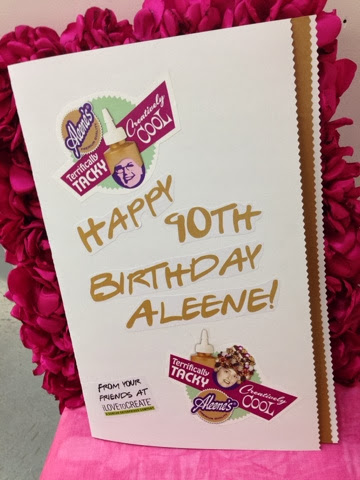 Aleene's
Creatively
COOL
Terrifically
TACKY
HAPPY
90TH
BIRTHDAY
ALEENE!
Terrifically
TACKY
Aleene's
Creatively
COOL
FROM YOUR
FRIENDS AT
iLOVEtoCREATE